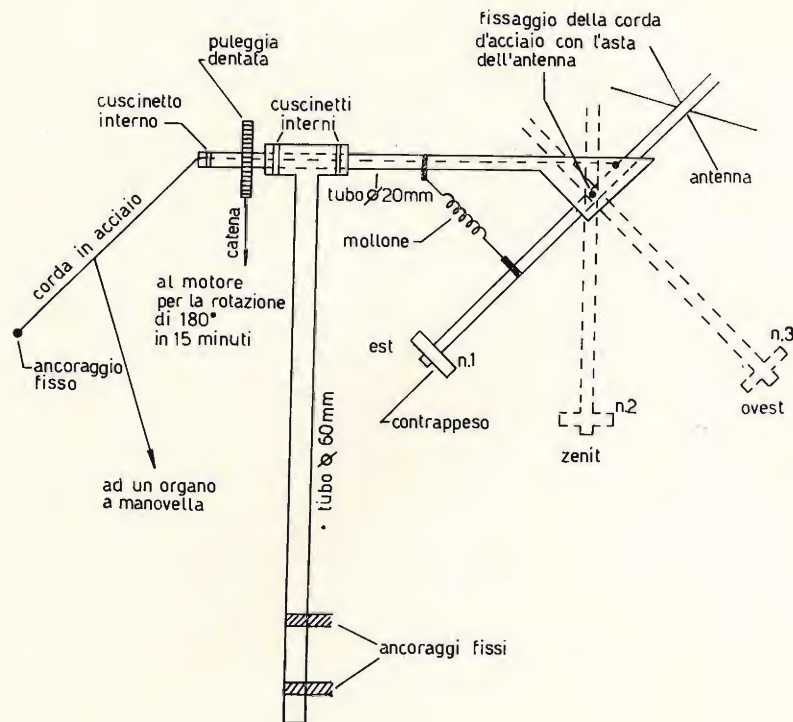 fissaggio della corda
d'acciaio con l'asta
dell'antenna
puleggia
dentata
cuscinetto
interno
cuscinetti
interni
antenna
tubo ø 20mm
mollone
catena
corda in acciaio
al motore
per la rotazione
di 180°
in 15 minuti
ancoraggio
fisso
est
n.1
n.2
n.3
ovest
contrappeso
zenit
tubo ø 60mm
ad un organo
a manovella
ancoraggi fissi